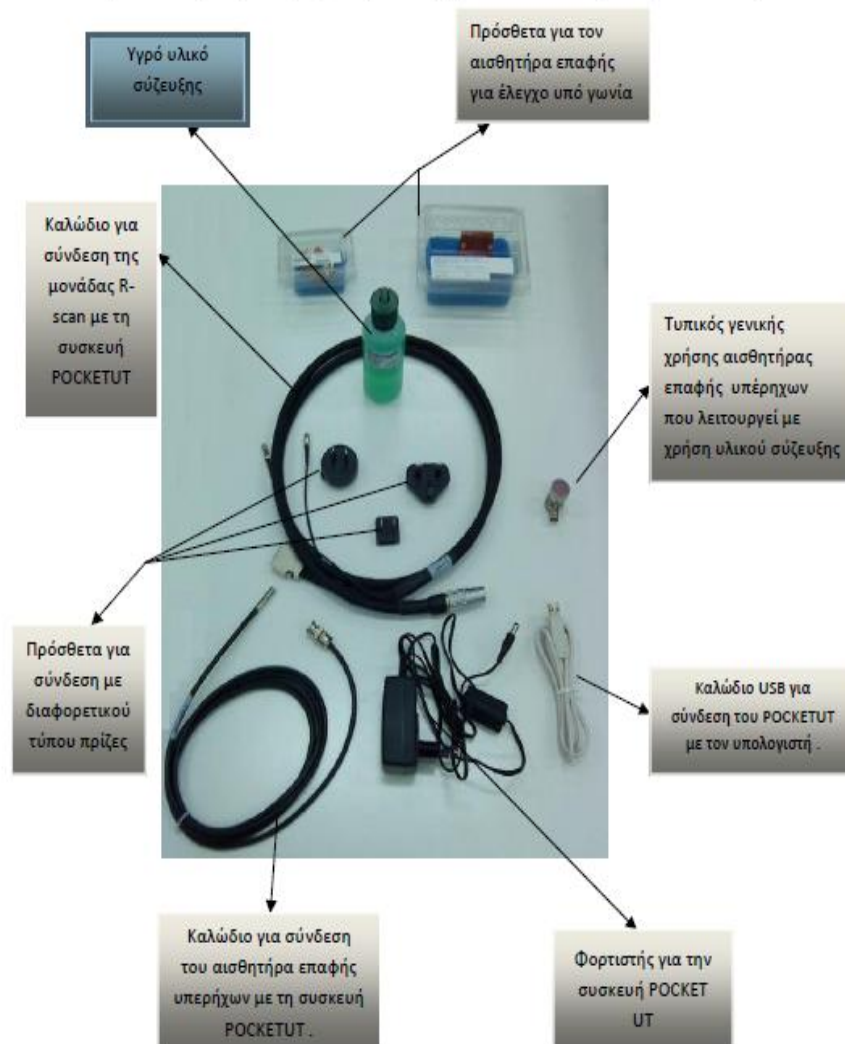 Υγρό υλικό
σύζευξης
Πρόσθετα για τον
αισθητήρα επαφής
για έλεγχο υπό γωνία
Καλώδιο για
σύνδεση της
μονάδας R-
scan με τη
συσκευή
POCKETUT
Τυπικός γενικής
χρήσης αισθητήρας
επαφής υπέρηχων
που λειτουργεί με
χρήση υλικού σύζευξης
Πρόσθετα για
σύνδεση με
διαφορετικού
τύπου πρίζες
Καλώδιο USB για
σύνδεση του POCKETUT
με τον υπολογιστή .
Καλώδιο για σύνδεση
του αισθητήρα επαφής
υπερήχων με τη συσκευή
POCKETUT .
Φορτιστής για την
συσκευή POCKET
UT